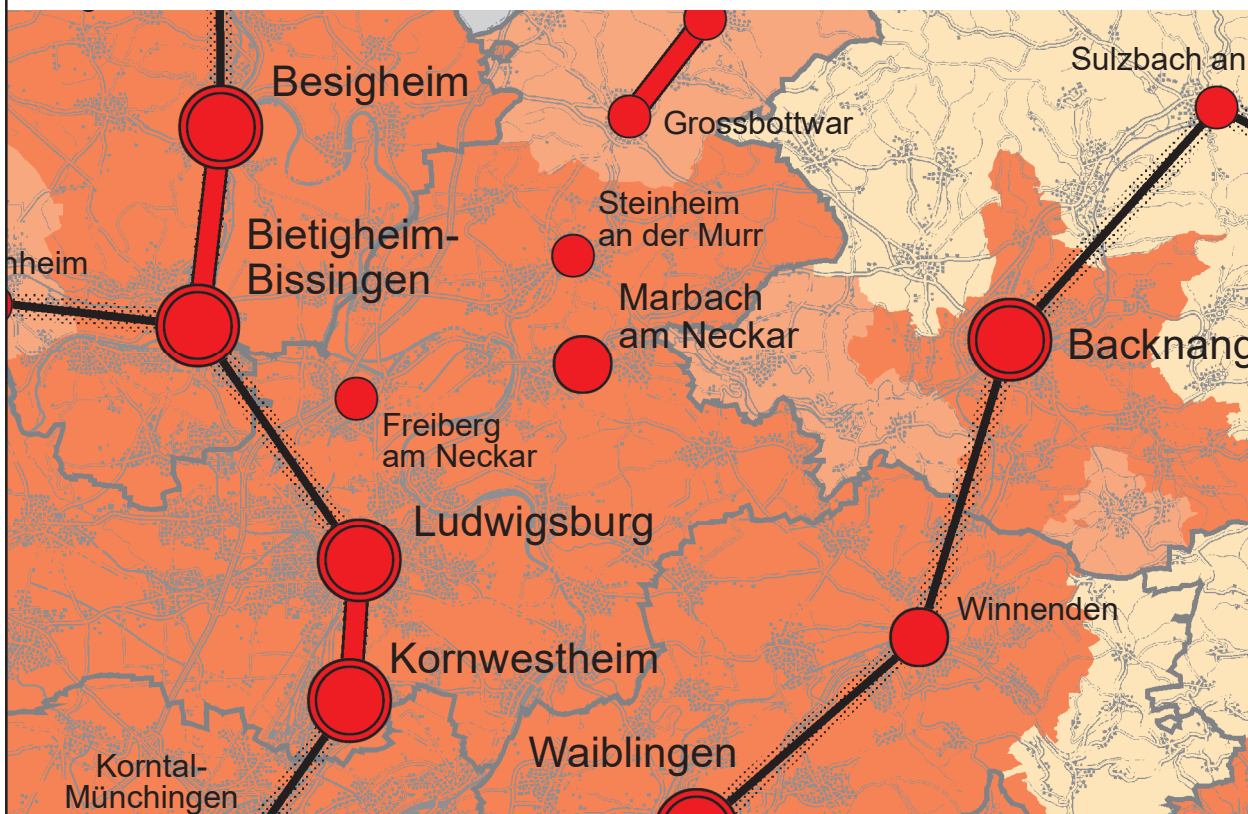 Besigheim
Sulzbach an
Grossbottwar
Steinheim
an der Murr
Bietigheim-
Bissingen
nheim
Marbach
am Neckar
Backnang
Freiberg
am Neckar
Ludwigsburg
Winnenden
Kornwestheim
Waiblingen
Korntal-
Münchingen